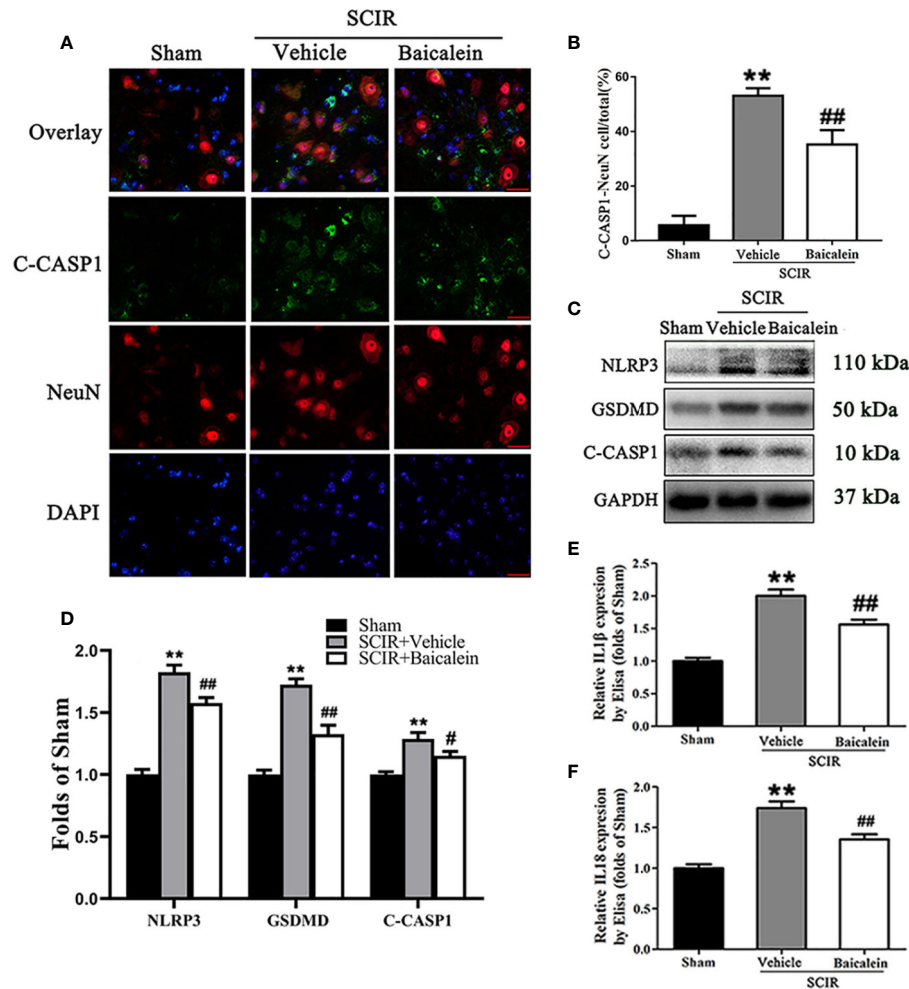 A
SCIR
Sham Vehicle Baicalein
Overlay
C-CASP1
NeuN
DAPI
B
C-CASP1-NeuN cell/total(%)
60
40
20
0
**
##
Sham Vehicle Baicalein
SCIR
C
SCIR
Sham Vehicle Baicalein
NLRP3 110 kDa
GSDMD 50 kDa
C-CASP1 10 kDa
GAPDH 37 kDa
D
Sham
SCIR+Vehicle
SCIR+Baicalein
Folds of Sham
2.0
1.5
1.0
0.5
0.0
** ## ** ## ** #
NLRP3 GSDMD C-CASP1
E
Relative IL1β expresion
by Elisa (folds of Sham)
2.5
2.0
1.5
1.0
0.5
0.0
**
##
Sham Vehicle Baicalein
SCIR
F
Relative IL18 expresion
by Elisa (folds of Sham)
2.0
1.5
1.0
0.5
0.0
**
##
Sham Vehicle Baicalein
SCIR